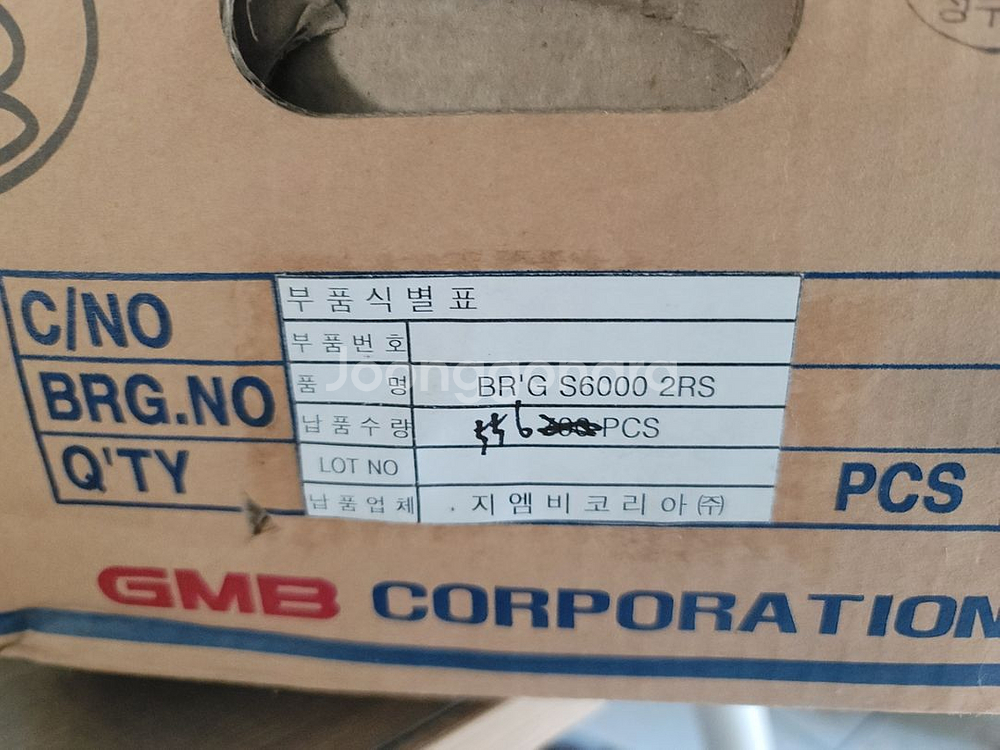 C/NO
BRG.NO
Q'TY
부품식별표
부품번호
품명 BR'G S6000 2RS
납품수량 556 PCS
LOT NO
납품업체 . 지엠비코리아㈜
PCS
GMB CORPORATION
Joonggonara